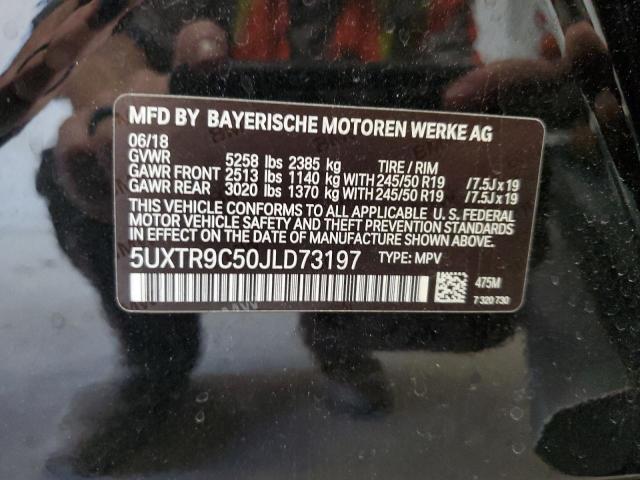 MFD BY BAYERISCHE MOTOREN WERKE AG
06/18
GVWR 5258 lbs 2385 kg TIRE / RIM
GAWR FRONT 2513 lbs 1140 kg WITH 245/50 R19 /7.5J x 19
GAWR REAR 3020 lbs 1370 kg WITH 245/50 R19 /7.5J x 19
THIS VEHICLE CONFORMS TO ALL APPLICABLE U. S. FEDERAL
MOTOR VEHICLE SAFETY AND THEFT PREVENTION STANDARDS
IN EFFECT ON THE DATE OF MANUFACTURE SHOWN ABOVE.
5UXTR9C50JLD73197 TYPE: MPV
475M
7 320 730